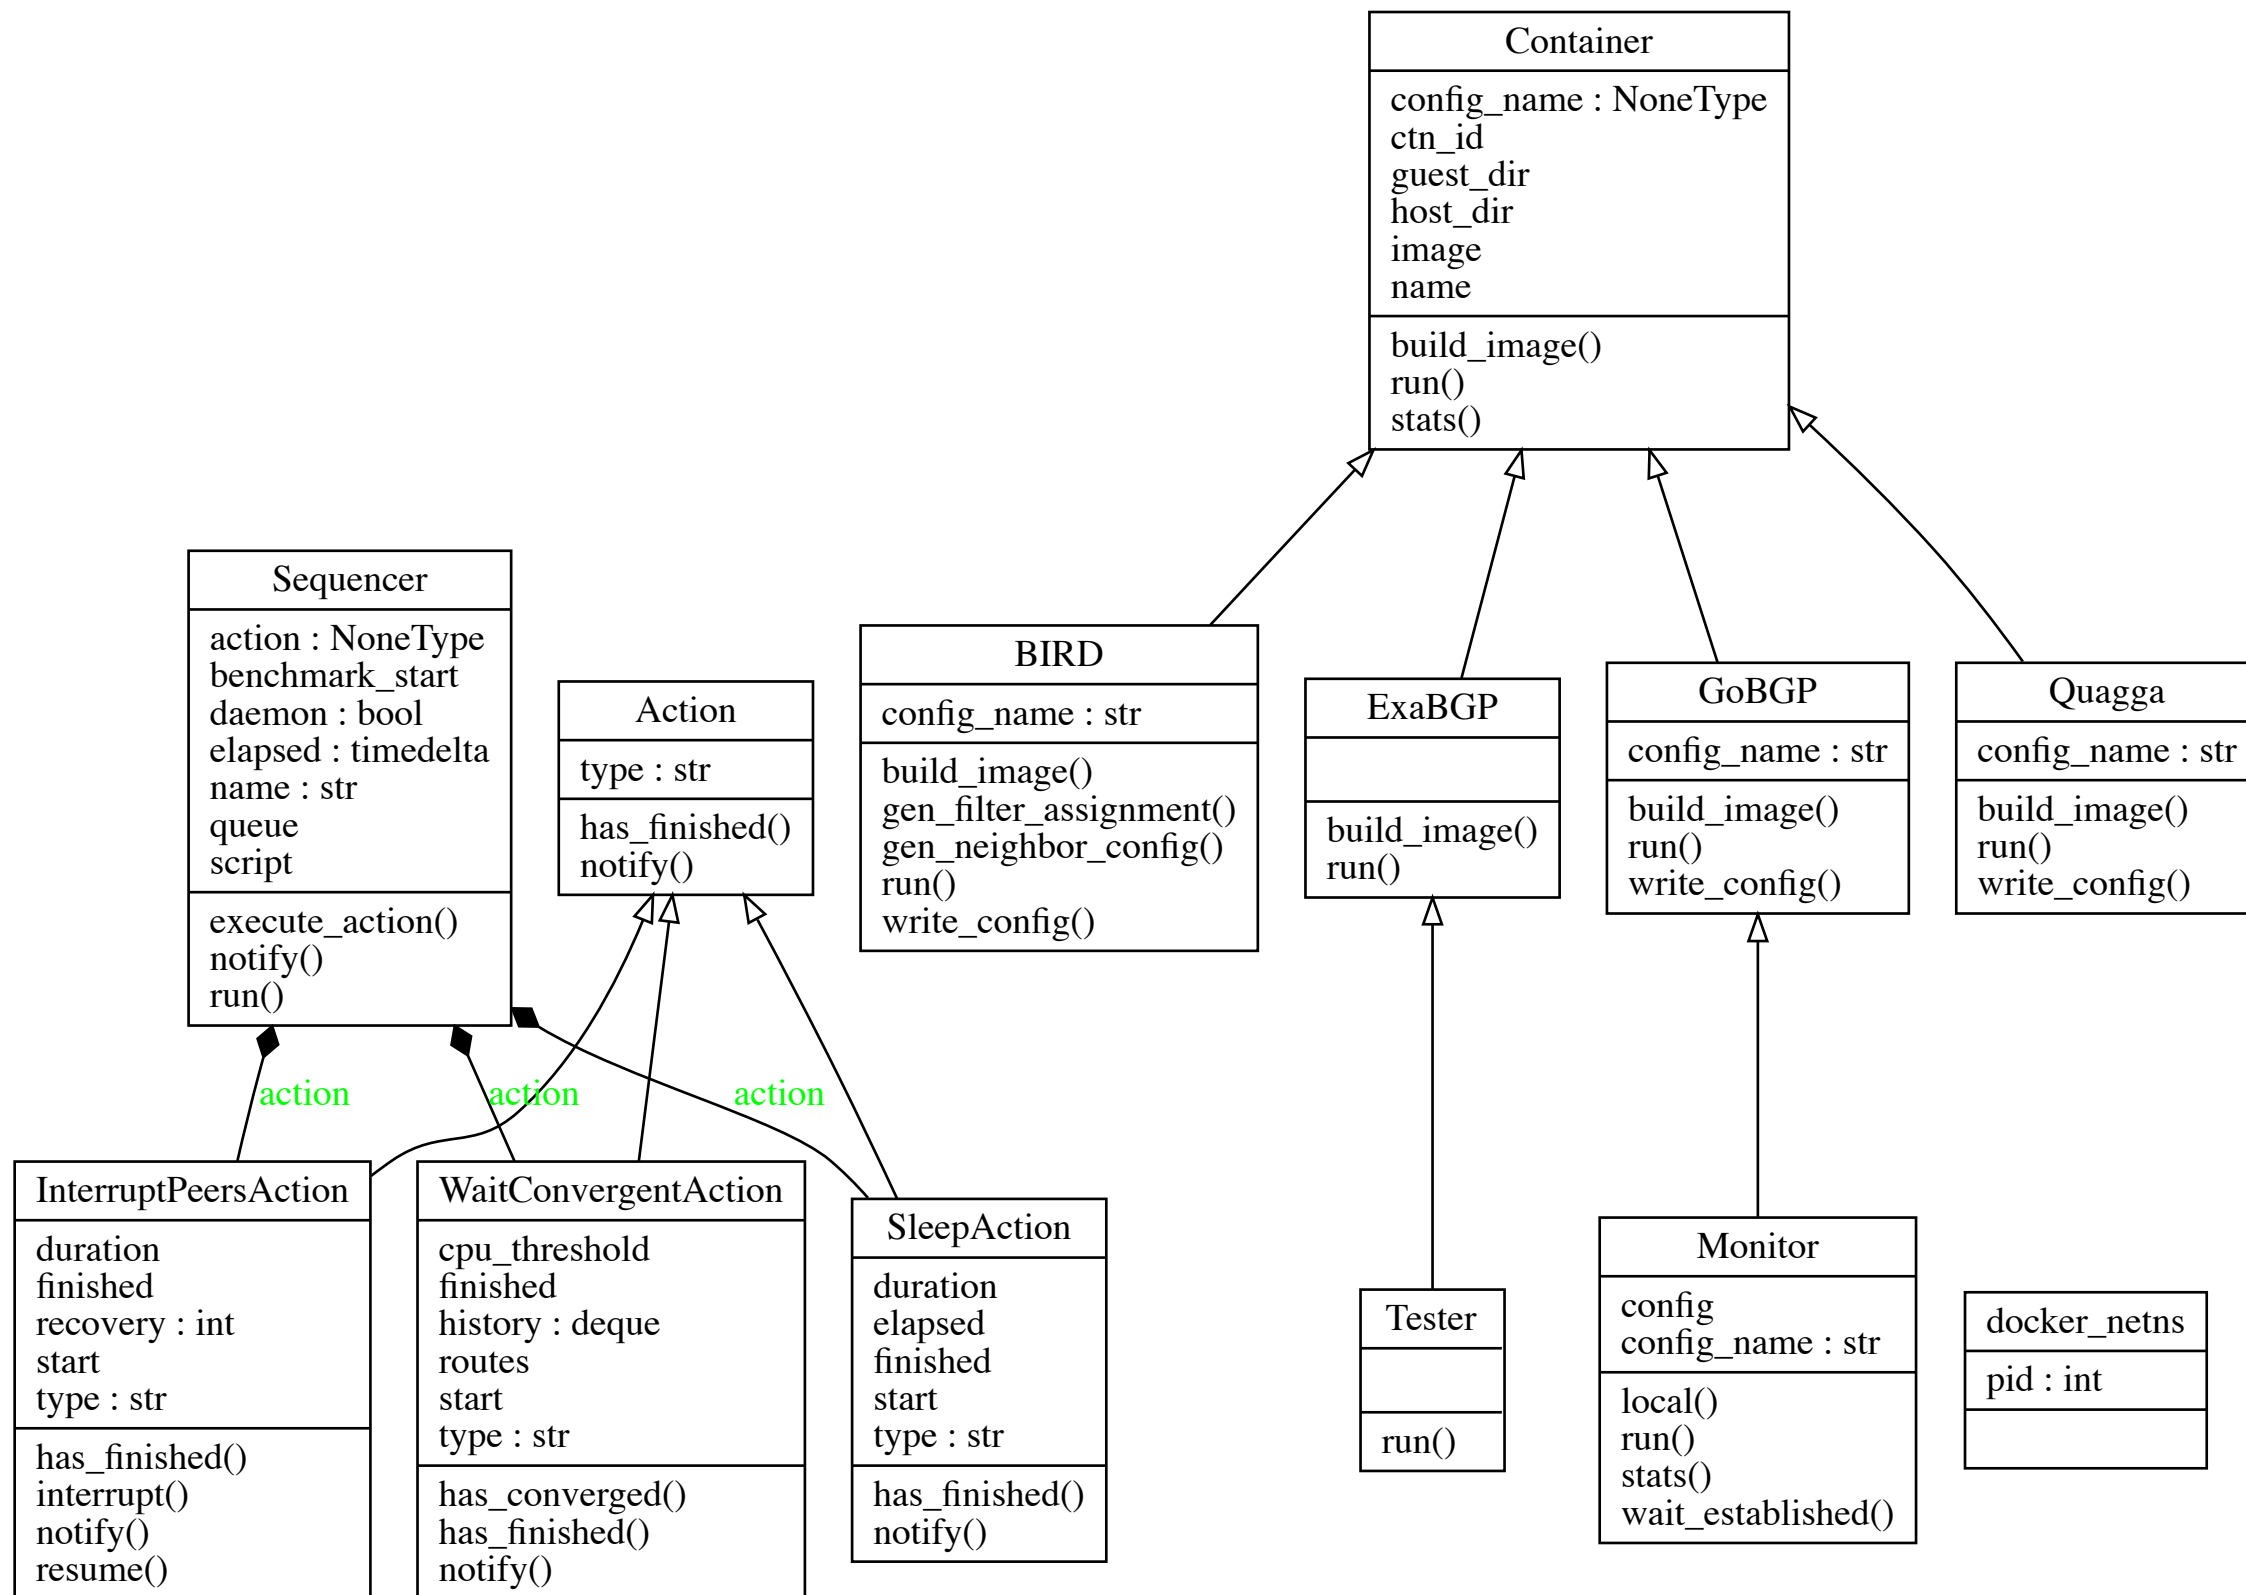 Container
config_name : NoneType
ctn_id
guest_dir
host_dir
image
name
build_image()
run()
stats()
Sequencer
action : NoneType
benchmark_start
daemon : bool
elapsed : timedelta
name : str
queue
script
execute_action()
notify()
run()
Action
type : str
has_finished()
notify()
BIRD
config_name : str
build_image()
gen_filter_assignment()
gen_neighbor_config()
run()
write_config()
ExaBGP
build_image()
run()
GoBGP
config_name : str
build_image()
run()
write_config()
Quagga
config_name : str
build_image()
run()
write_config()
action
action
action
InterruptPeersAction
duration
finished
recovery : int
start
type : str
has_finished()
interrupt()
notify()
resume()
WaitConvergentAction
cpu_threshold
finished
history : deque
routes
start
type : str
has_converged()
has_finished()
notify()
SleepAction
duration
elapsed
finished
start
type : str
has_finished()
notify()
Tester
run()
Monitor
config
config_name : str
local()
run()
stats()
wait_established()
docker_netns
pid : int